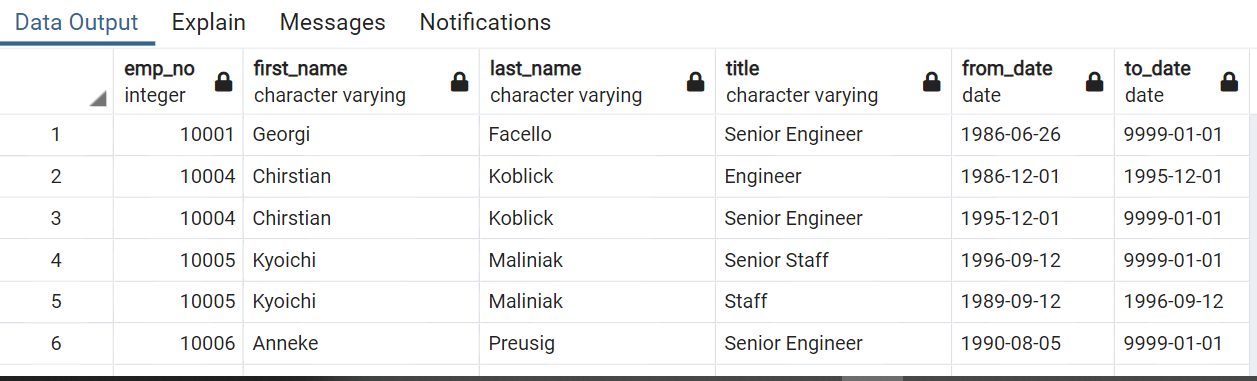 Data Output Explain Messages Notifications
emp_no first_name last_name title from_date to_date
integer character varying character varying character varying date date
1 10001 Georgi Facello Senior Engineer 1986-06-26 9999-01-01
2 10004 Chirstian Koblick Engineer 1986-12-01 1995-12-01
3 10004 Chirstian Koblick Senior Engineer 1995-12-01 9999-01-01
4 10005 Kyoichi Maliniak Senior Staff 1996-09-12 9999-01-01
5 10005 Kyoichi Maliniak Staff 1989-09-12 1996-09-12
6 10006 Anneke Preusig Senior Engineer 1990-08-05 9999-01-01